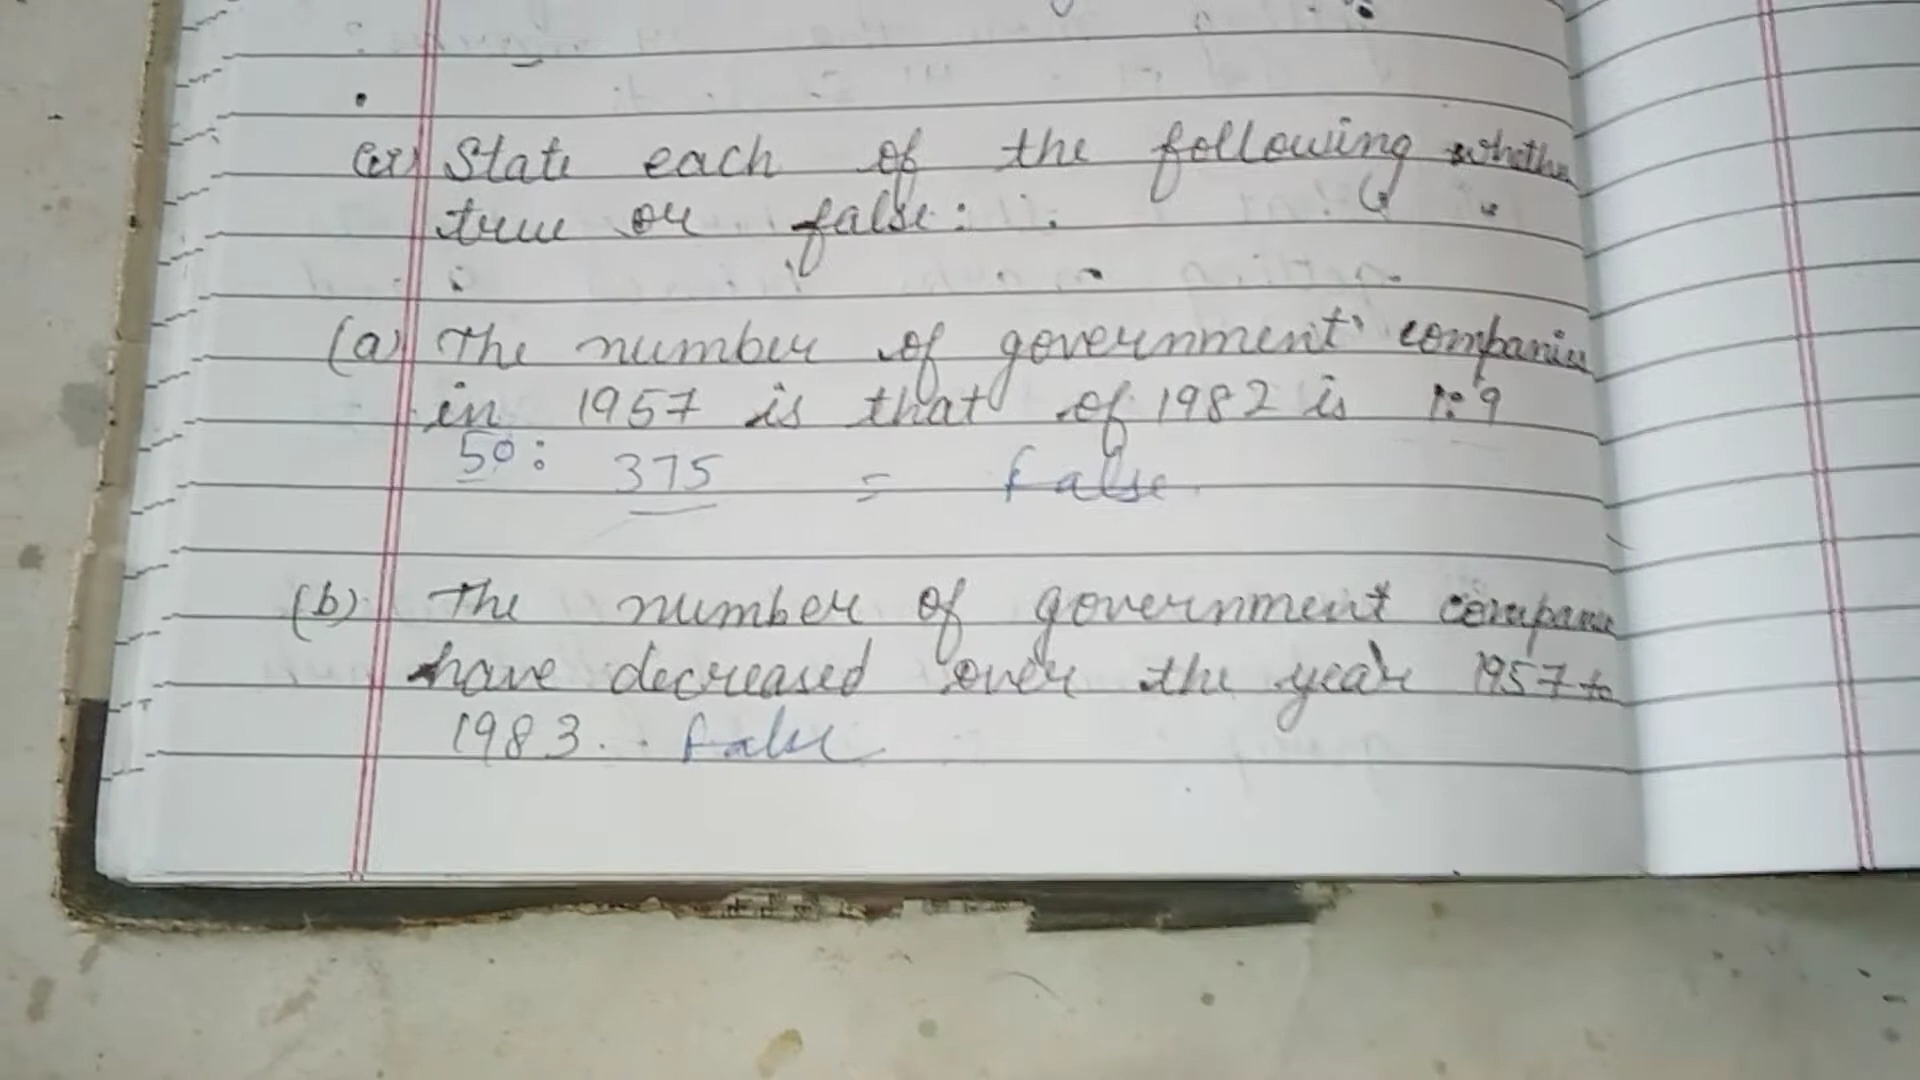 State each of the following whether
true or false:
(a) The number of government companies
in 1957 is that of 1982 is 1:9
50: 375 = false.
(b) The number of government companies
have decreased over the year 1957 to
1983. false